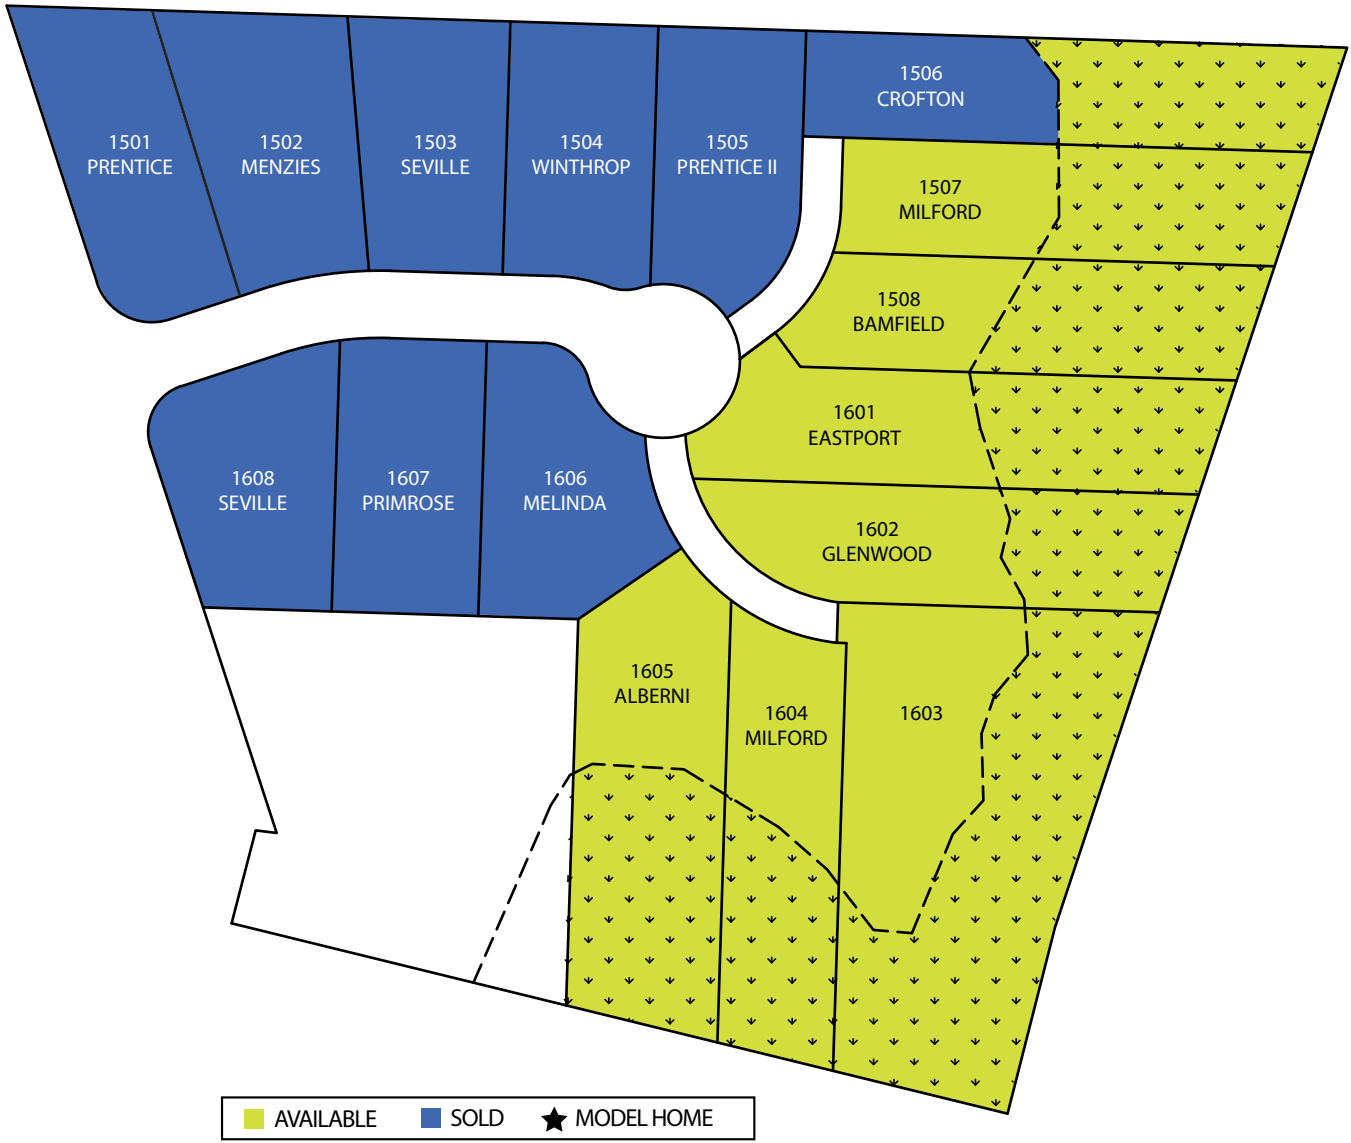 1501
PRENTICE
1502
MENZIES
1503
SEVILLE
1504
WINTHROP
1505
PRENTICE II
1506
CROFTON
1507
MILFORD
1508
BAMFIELD
1601
EASTPORT
1602
GLENWOOD
1608
SEVILLE
1607
PRIMROSE
1606
MELINDA
1605
ALBERNI
1604
MILFORD
1603
AVAILABLE
SOLD
MODEL HOME